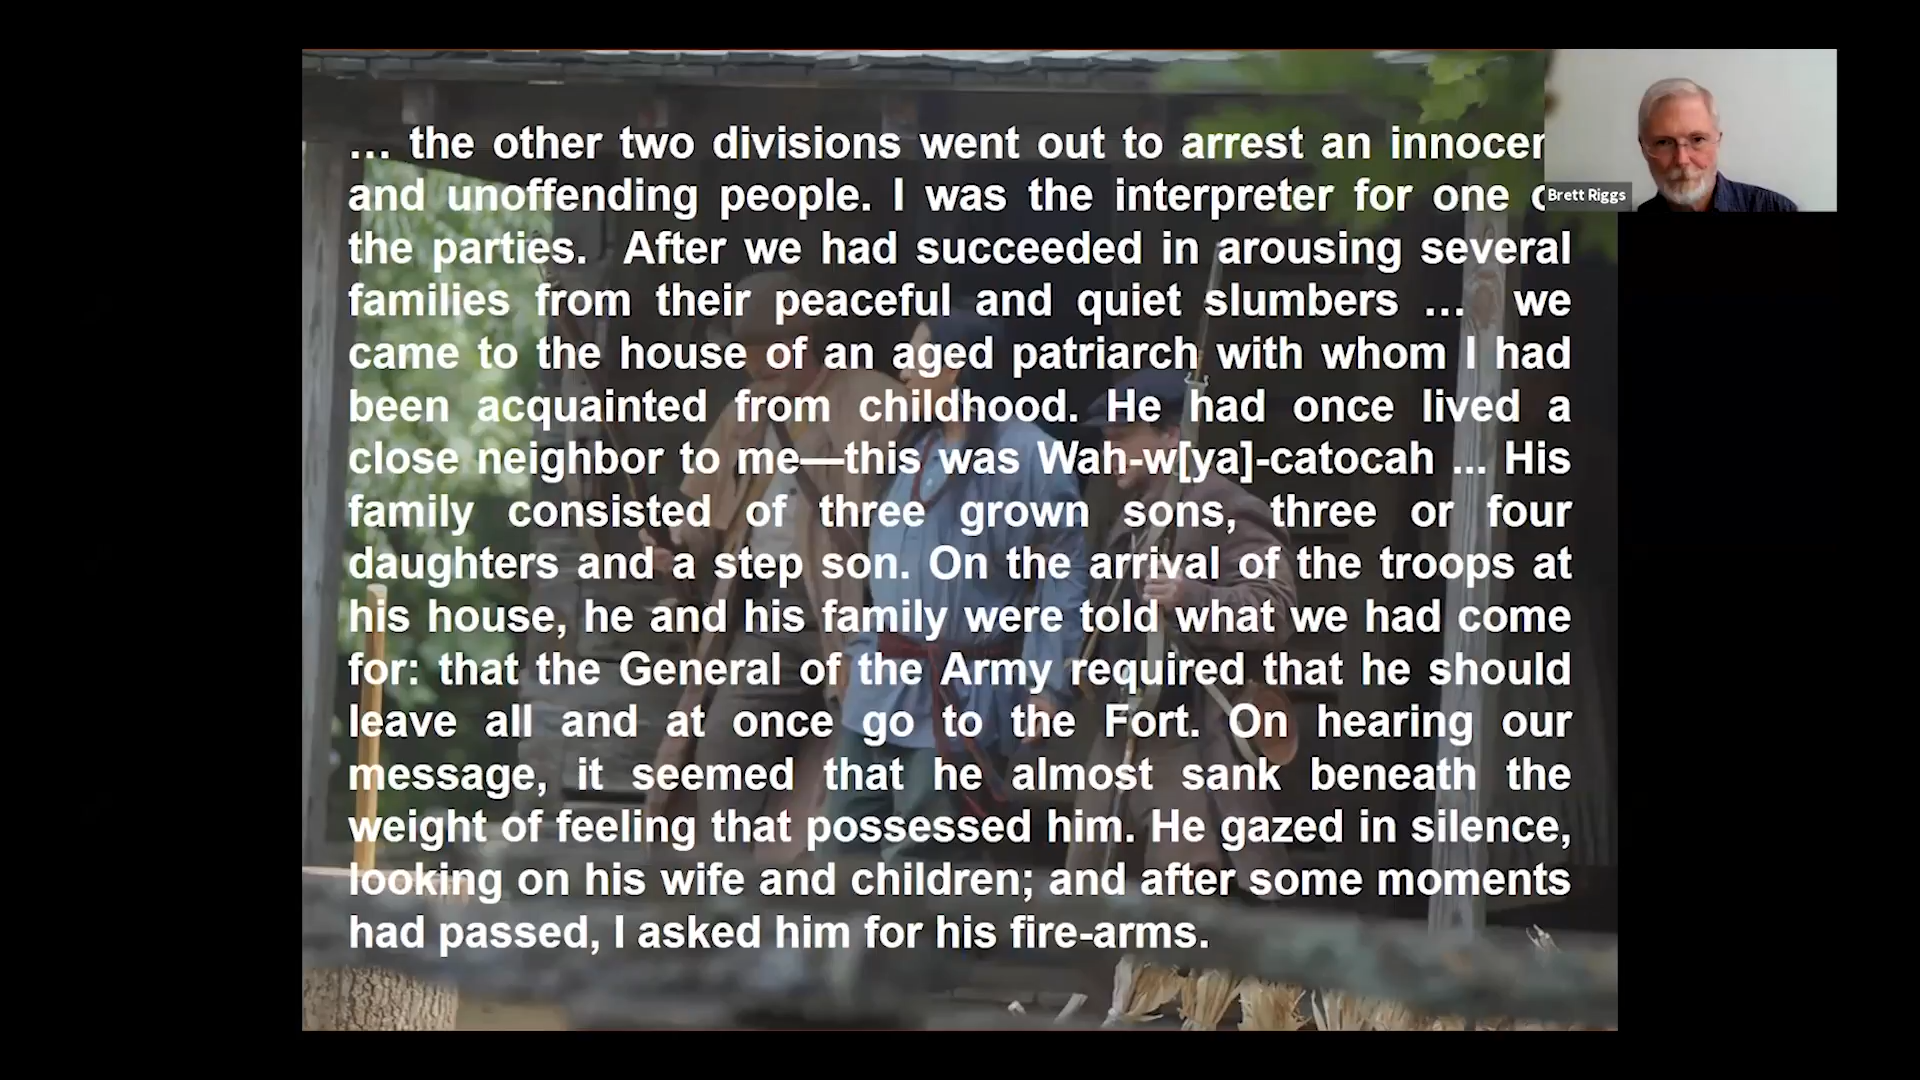 ... the other two divisions went out to arrest an
and unoffending people. I was the interpreter for one
the parties. After we had succeeded in arousing several
families from their peaceful and quiet slumbers ... we
came to the house of an aged patriarch with whom I had
been acquainted from childhood. He had once lived a
close neighbor to me—this was Wah-w[ya]-catocah ... His
family consisted of three grown sons, three or four
daughters and a step son. On the arrival of the troops at
his house, he and his family were told what we had come
for: that the General of the Army required that he should
leave all and at once go to the Fort. On hearing our
message, it seemed that he almost sank beneath the
weight of feeling that possessed him. He gazed in silence,
looking on his wife and children; and after some moments
had passed, I asked him for his fire-arms.
Brett Riggs